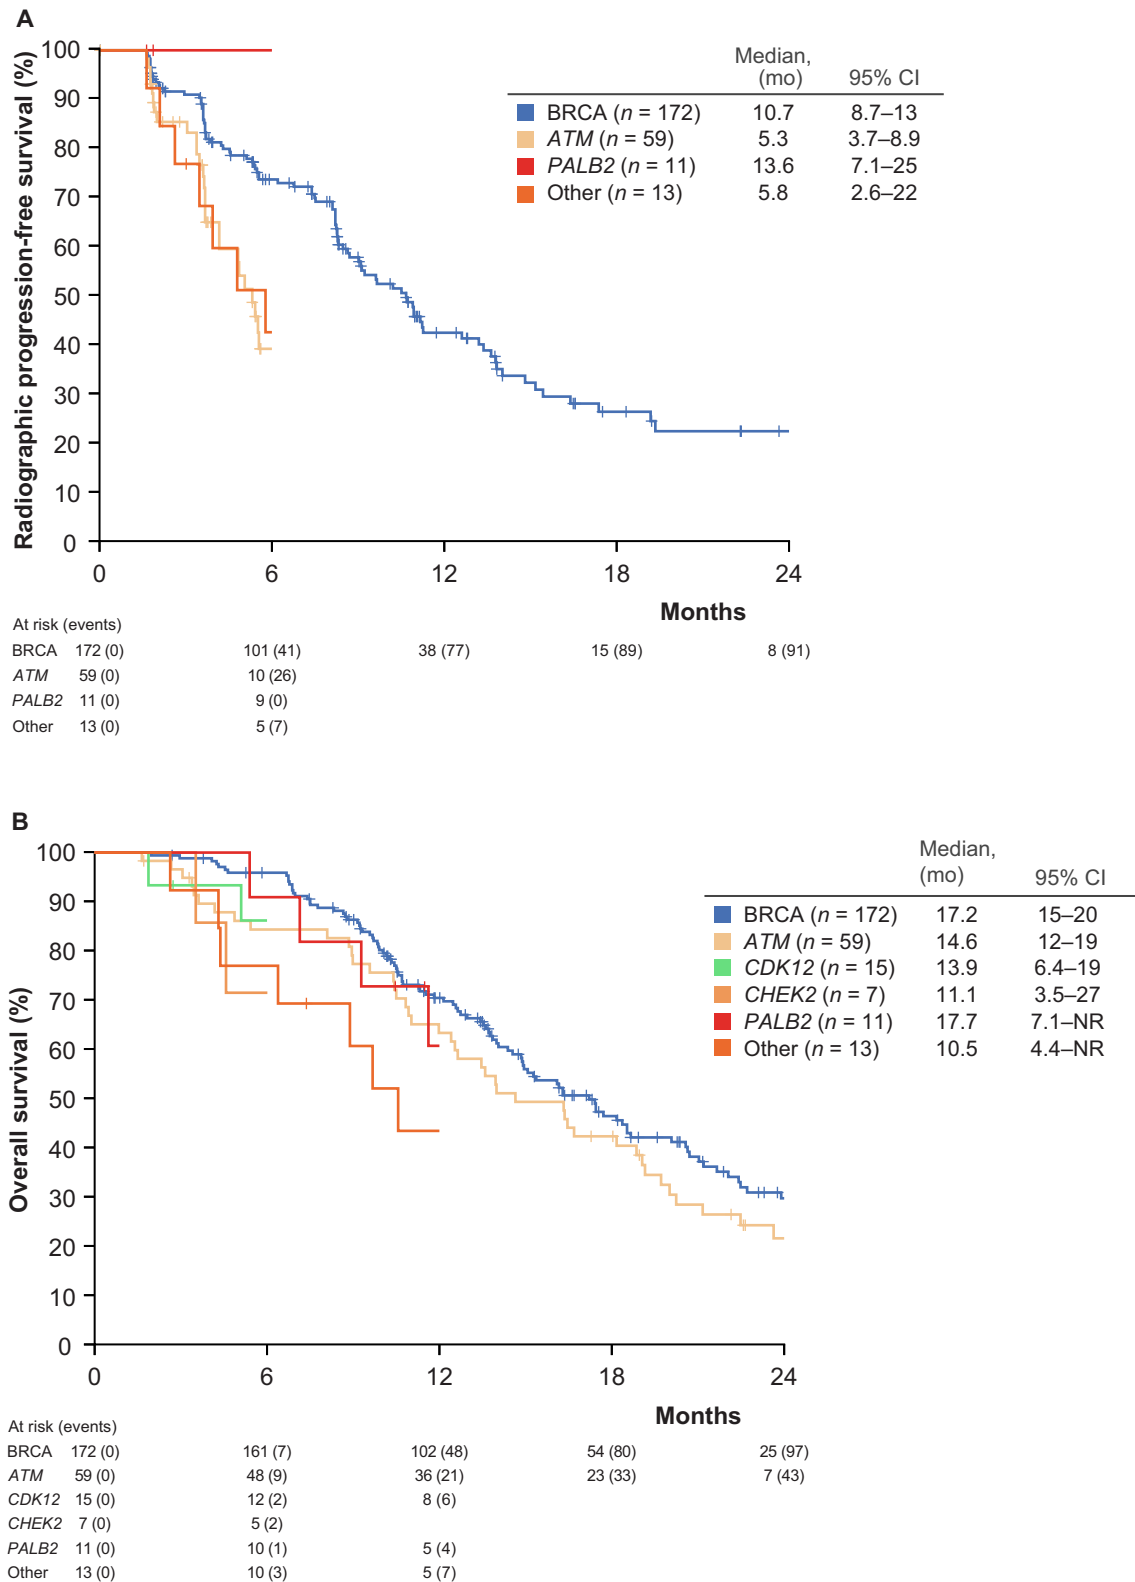 A
Radiographic progression-free survival (%)
100
90
80
70
60
50
40
30
20
10
0
0 6 12 18 24
Months
Median, (mo) 95% CI
BRCA (n = 172) 10.7 8.7–13
ATM (n = 59) 5.3 3.7–8.9
PALB2 (n = 11) 13.6 7.1–25
Other (n = 13) 5.8 2.6–22
At risk (events)
BRCA 172 (0) 101 (41) 38 (77) 15 (89) 8 (91)
ATM 59 (0) 10 (26)
PALB2 11 (0) 9 (0)
Other 13 (0) 5 (7)
B
Overall survival (%)
100
90
80
70
60
50
40
30
20
10
0
0 6 12 18 24
Months
Median, (mo) 95% CI
BRCA (n = 172) 17.2 15–20
ATM (n = 59) 14.6 12–19
CDK12 (n = 15) 13.9 6.4–19
CHEK2 (n = 7) 11.1 3.5–27
PALB2 (n = 11) 17.7 7.1–NR
Other (n = 13) 10.5 4.4–NR
At risk (events)
BRCA 172 (0) 161 (7) 102 (48) 54 (80) 25 (97)
ATM 59 (0) 48 (9) 36 (21) 23 (33) 7 (43)
CDK12 15 (0) 12 (2) 8 (6)
CHEK2 7 (0) 5 (2)
PALB2 11 (0) 10 (1) 5 (4)
Other 13 (0) 10 (3) 5 (7)